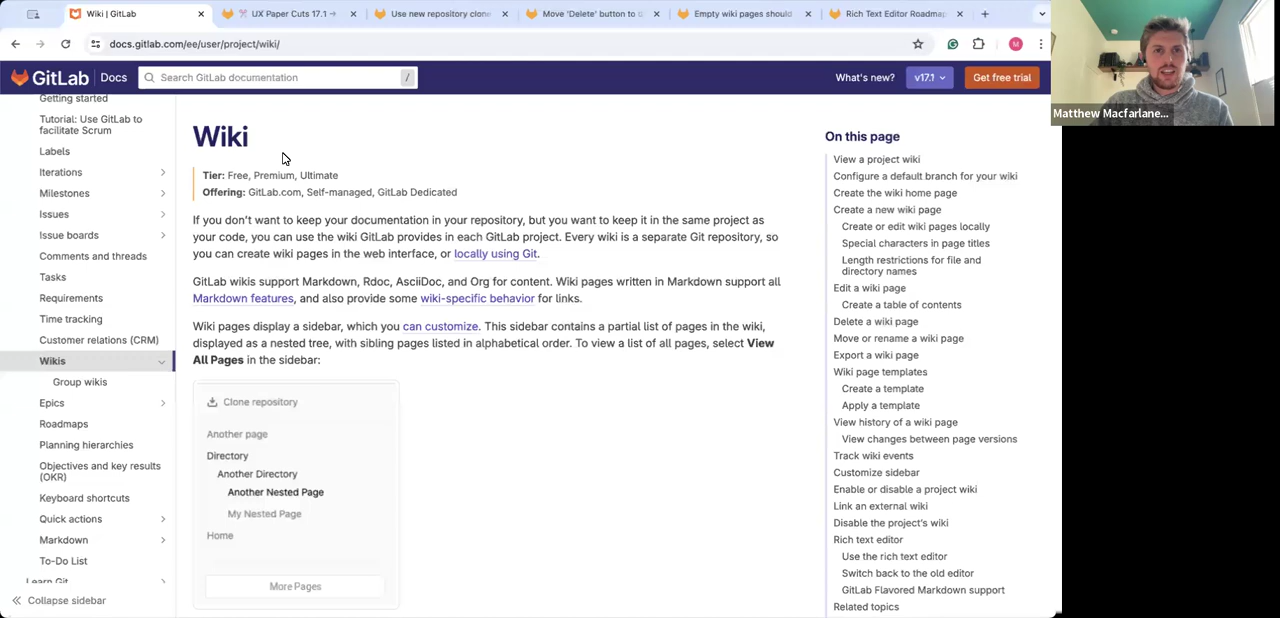 Wiki | GitLab
UX Paper Cuts 17.1 →
Use new repository clone
Move 'Delete' button to t
Empty wiki pages should
Rich Text Editor Roadmap
docs.gitlab.com/ee/user/project/wiki/
M
GitLab Docs
Search GitLab documentation
/
What's new?
v17.1
Get free trial
Matthew Macfarlane...
Getting started
Tutorial: Use GitLab to
facilitate Scrum
Labels
Iterations
Milestones
Issues
Issue boards
Comments and threads
Tasks
Requirements
Time tracking
Customer relations (CRM)
Wikis
Group wikis
Epics
Roadmaps
Planning hierarchies
Objectives and key results
(OKR)
Keyboard shortcuts
Quick actions
Markdown
To-Do List
Learn Git
Collapse sidebar
Wiki
Tier: Free, Premium, Ultimate
Offering: GitLab.com, Self-managed, GitLab Dedicated
If you don't want to keep your documentation in your repository, but you want to keep it in the same project as
your code, you can use the wiki GitLab provides in each GitLab project. Every wiki is a separate Git repository, so
you can create wiki pages in the web interface, or locally using Git.
GitLab wikis support Markdown, Rdoc, AsciiDoc, and Org for content. Wiki pages written in Markdown support all
Markdown features, and also provide some wiki-specific behavior for links.
Wiki pages display a sidebar, which you can customize. This sidebar contains a partial list of pages in the wiki,
displayed as a nested tree, with sibling pages listed in alphabetical order. To view a list of all pages, select View
All Pages in the sidebar:
Clone repository
Another page
Directory
Another Directory
Another Nested Page
My Nested Page
Home
More Pages
On this page
View a project wiki
Configure a default branch for your wiki
Create the wiki home page
Create a new wiki page
Create or edit wiki pages locally
Special characters in page titles
Length restrictions for file and
directory names
Edit a wiki page
Create a table of contents
Delete a wiki page
Move or rename a wiki page
Export a wiki page
Wiki page templates
Create a template
Apply a template
View history of a wiki page
View changes between page versions
Track wiki events
Customize sidebar
Enable or disable a project wiki
Link an external wiki
Disable the project's wiki
Rich text editor
Use the rich text editor
Switch back to the old editor
GitLab Flavored Markdown support
Related topics